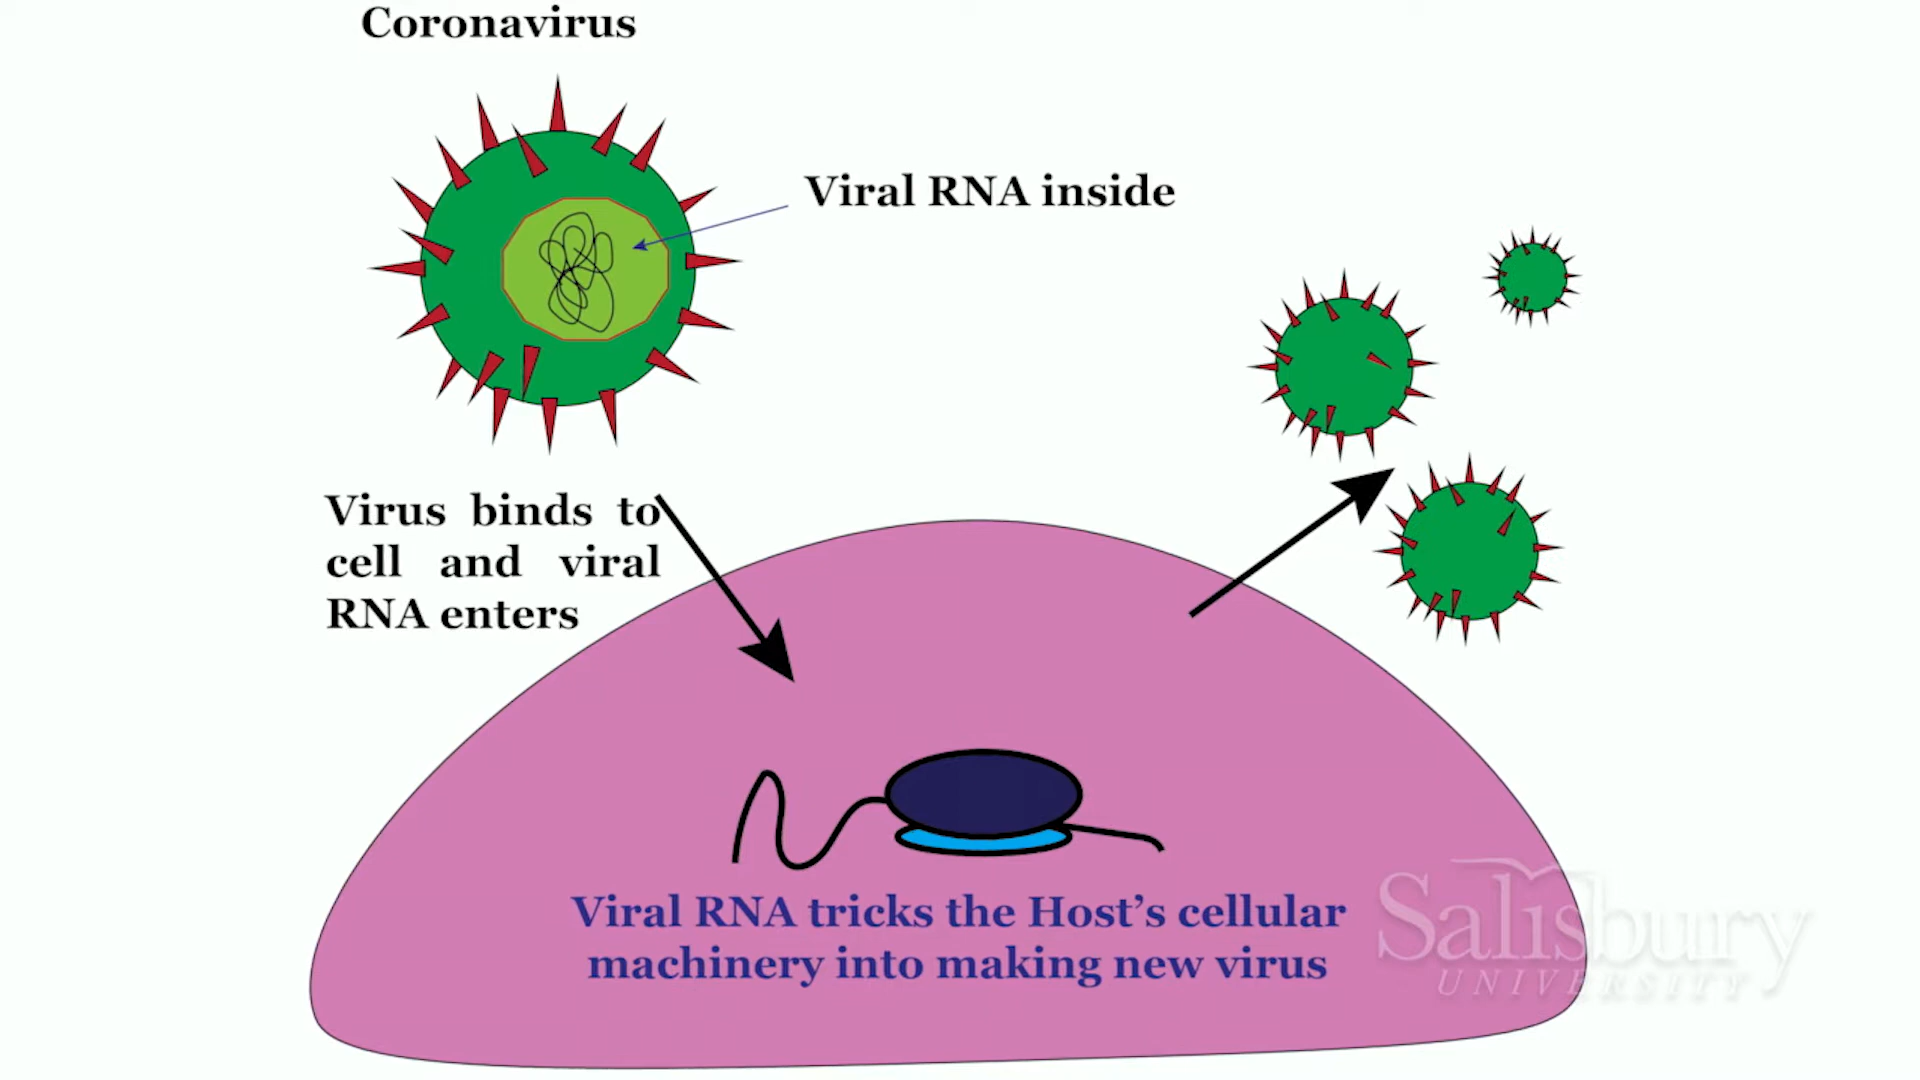 Coronavirus
Viral RNA inside
Virus binds to
cell and viral
RNA enters
Viral RNA tricks the Host’s cellular
machinery into making new virus
Salisbury
UNIVERSITY